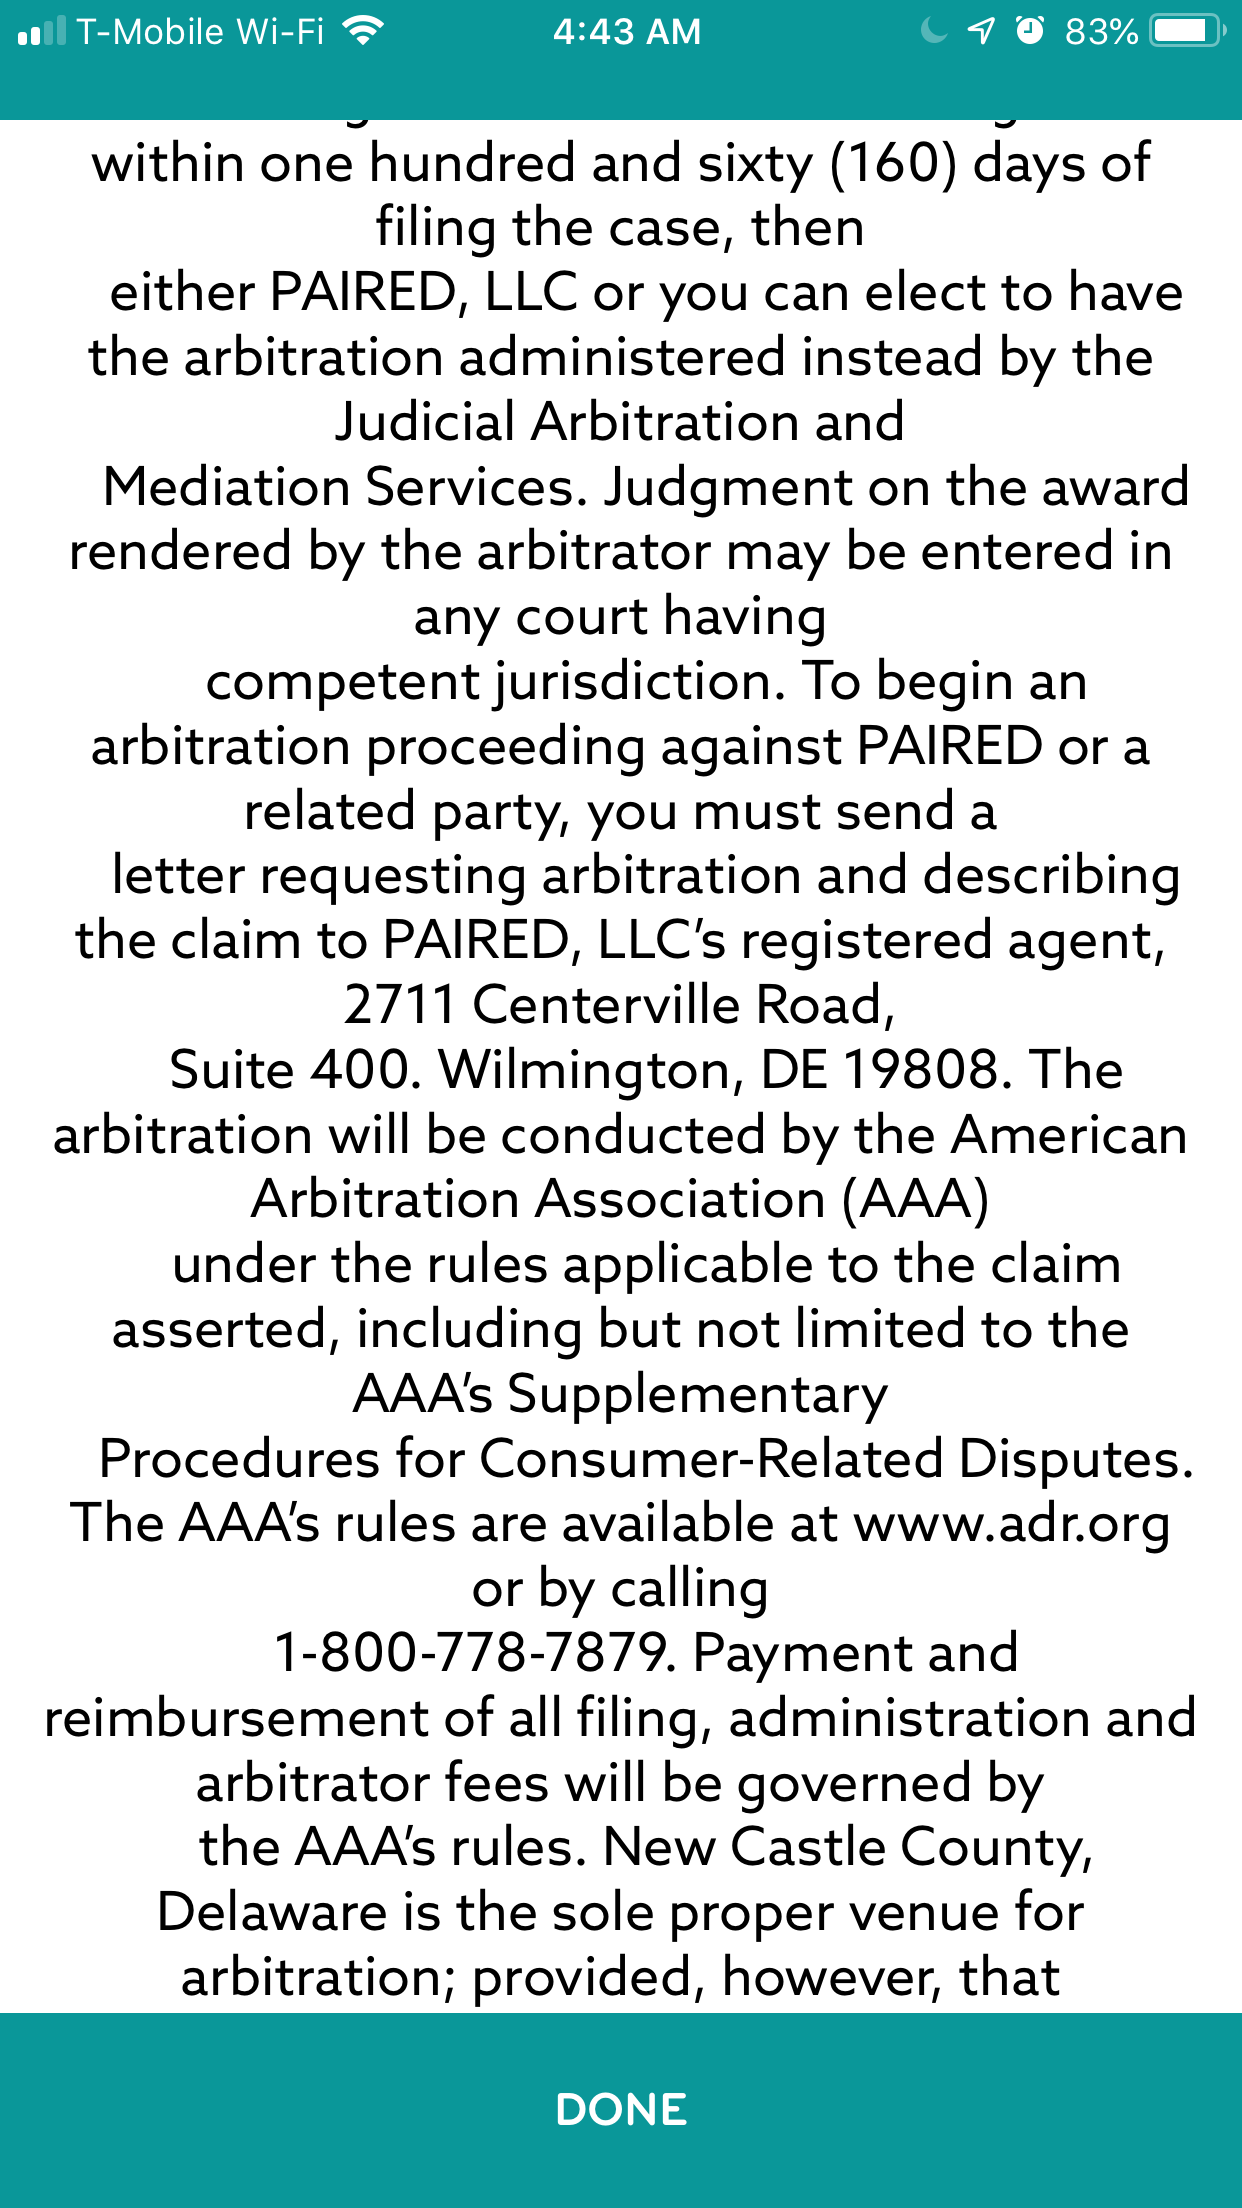 T-Mobile Wi-Fi 4:43 AM 83%
within one hundred and sixty (160) days of
filing the case, then
either PAIRED, LLC or you can elect to have
the arbitration administered instead by the
Judicial Arbitration and
Mediation Services. Judgment on the award
rendered by the arbitrator may be entered in
any court having
competent jurisdiction. To begin an
arbitration proceeding against PAIRED or a
related party, you must send a
letter requesting arbitration and describing
the claim to PAIRED, LLC’s registered agent,
2711 Centerville Road,
Suite 400. Wilmington, DE 19808. The
arbitration will be conducted by the American
Arbitration Association (AAA)
under the rules applicable to the claim
asserted, including but not limited to the
AAA’s Supplementary
Procedures for Consumer-Related Disputes.
The AAA’s rules are available at www.adr.org
or by calling
1-800-778-7879. Payment and
reimbursement of all filing, administration and
arbitrator fees will be governed by
the AAA’s rules. New Castle County,
Delaware is the sole proper venue for
arbitration; provided, however, that
DONE